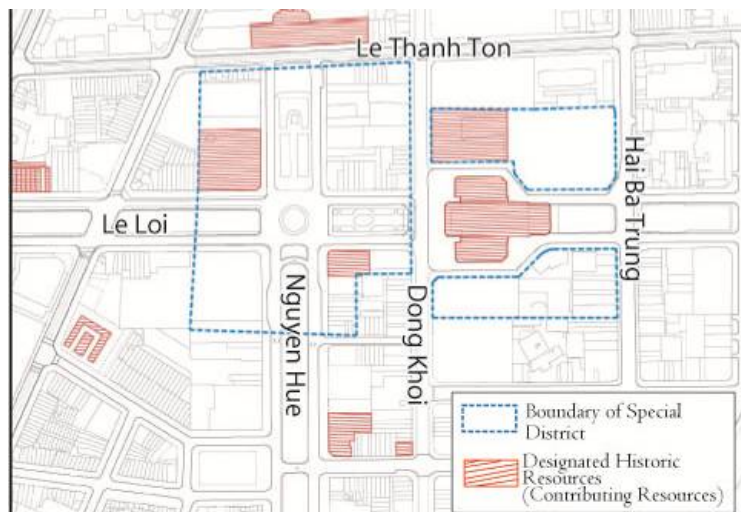 Le Thanh Ton
Hai Ba Trung
Le Loi
Nguyen Hue
Dong Khoi
Boundary of Special
District
Designated Historic
Resources
(Contributing Resources)